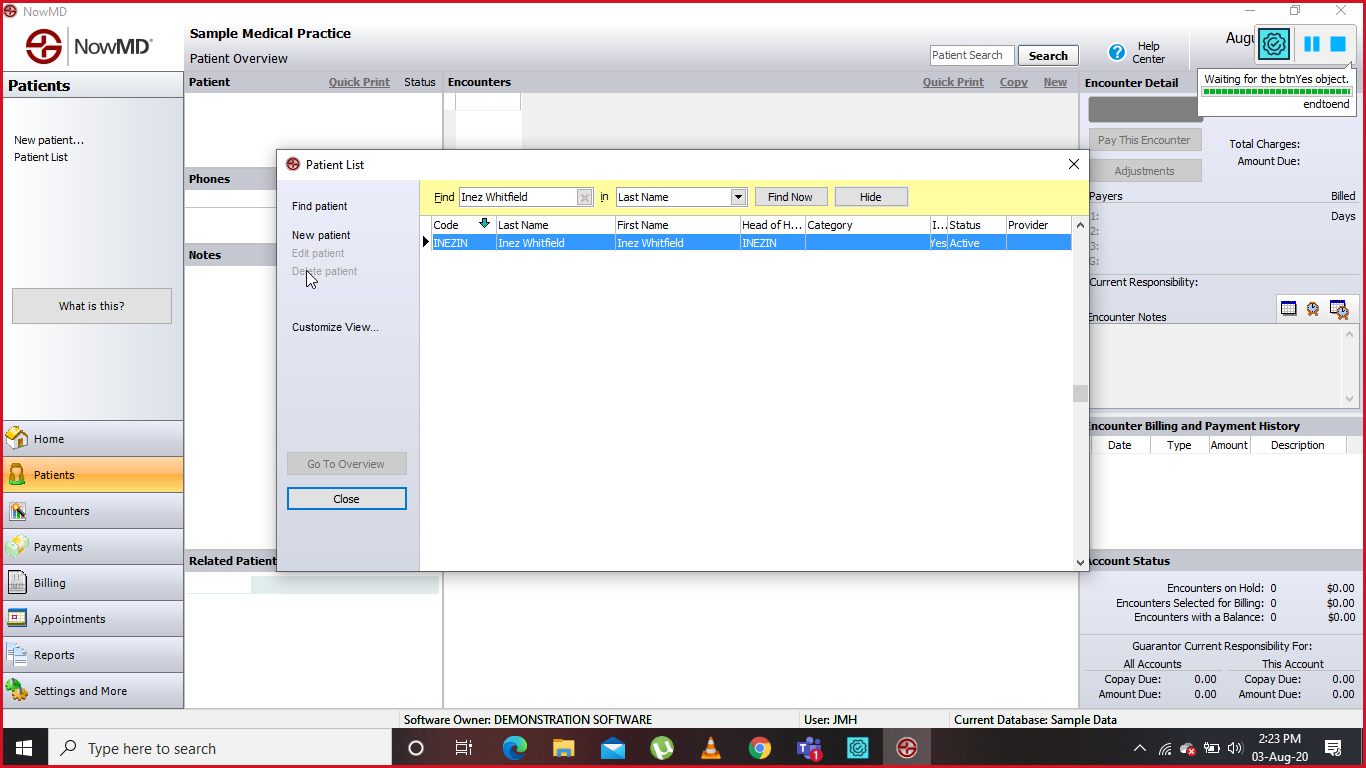 NowMD
NowMD®
Sample Medical Practice
Patient Overview
Patient Search
Search
Help
Center
Waiting for the btnYes object.
endtoend
Patients
Patient
Quick Print
Status
Encounters
Quick Print
Copy
New
Encounter Detail
New patient...
Patient List
Pay This Encounter
Adjustments
Total Charges:
Amount Due:
Payers
Billed
1:
Days
2:
3:
G:
Current Responsibility:
Encounter Notes
Phones
Notes
What is this?
Patient List
Find patient
New patient
Edit patient
Delete patient
Customize View...
Go To Overview
Close
Find
Inez Whitfield
in
Last Name
Find Now
Hide
Code
Last Name
First Name
Head of H...
Category
I...
Status
Provider
INEZIN
Inez Whitfield
Inez Whitfield
INEZIN
Yes
Active
Home
Patients
Encounters
Payments
Billing
Appointments
Reports
Settings and More
Related Patient
Encounter Billing and Payment History
Date
Type
Amount
Description
Account Status
Encounters on Hold: 0 $0.00
Encounters Selected for Billing: 0 $0.00
Encounters with a Balance: 0 $0.00
Guarantor Current Responsibility For:
All Accounts
This Account
Copay Due: 0.00 Copay Due: 0.00
Amount Due: 0.00 Amount Due: 0.00
Software Owner: DEMONSTRATION SOFTWARE
User: JMH
Current Database: Sample Data
Type here to search
1
2:23 PM
03-Aug-20